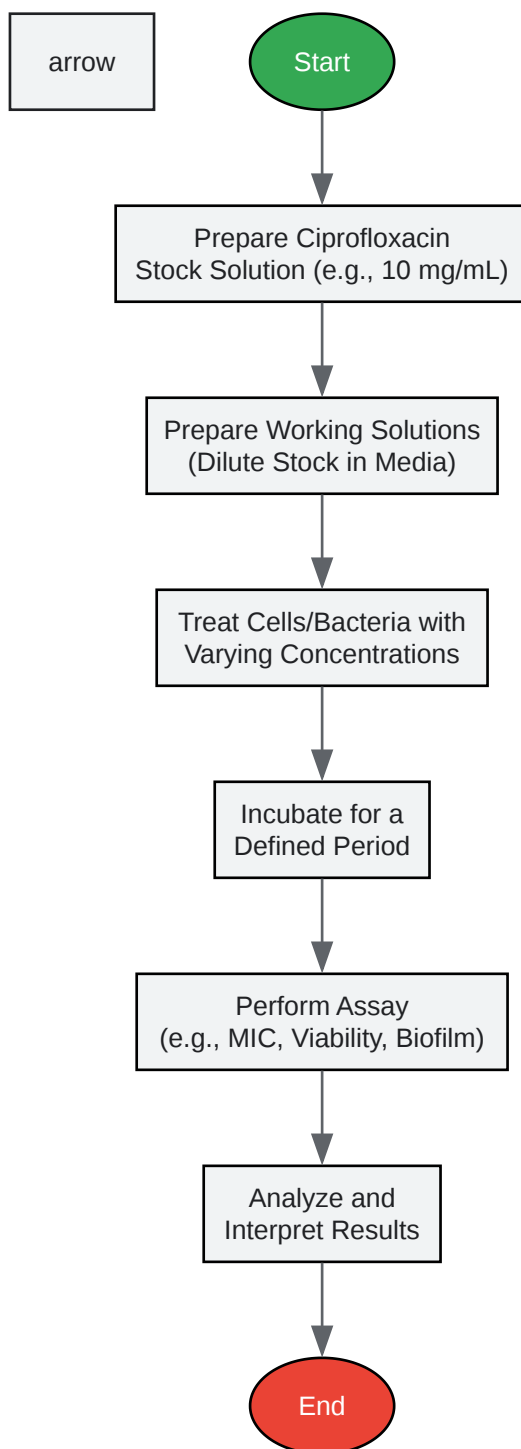 arrow
Start
Prepare Ciprofloxacin
Stock Solution (e.g., 10 mg/mL)
Prepare Working Solutions
(Dilute Stock in Media)
Treat Cells/Bacteria with
Varying Concentrations
Incubate for a
Defined Period
Perform Assay
(e.g., MIC, Viability, Biofilm)
Analyze and
Interpret Results
End